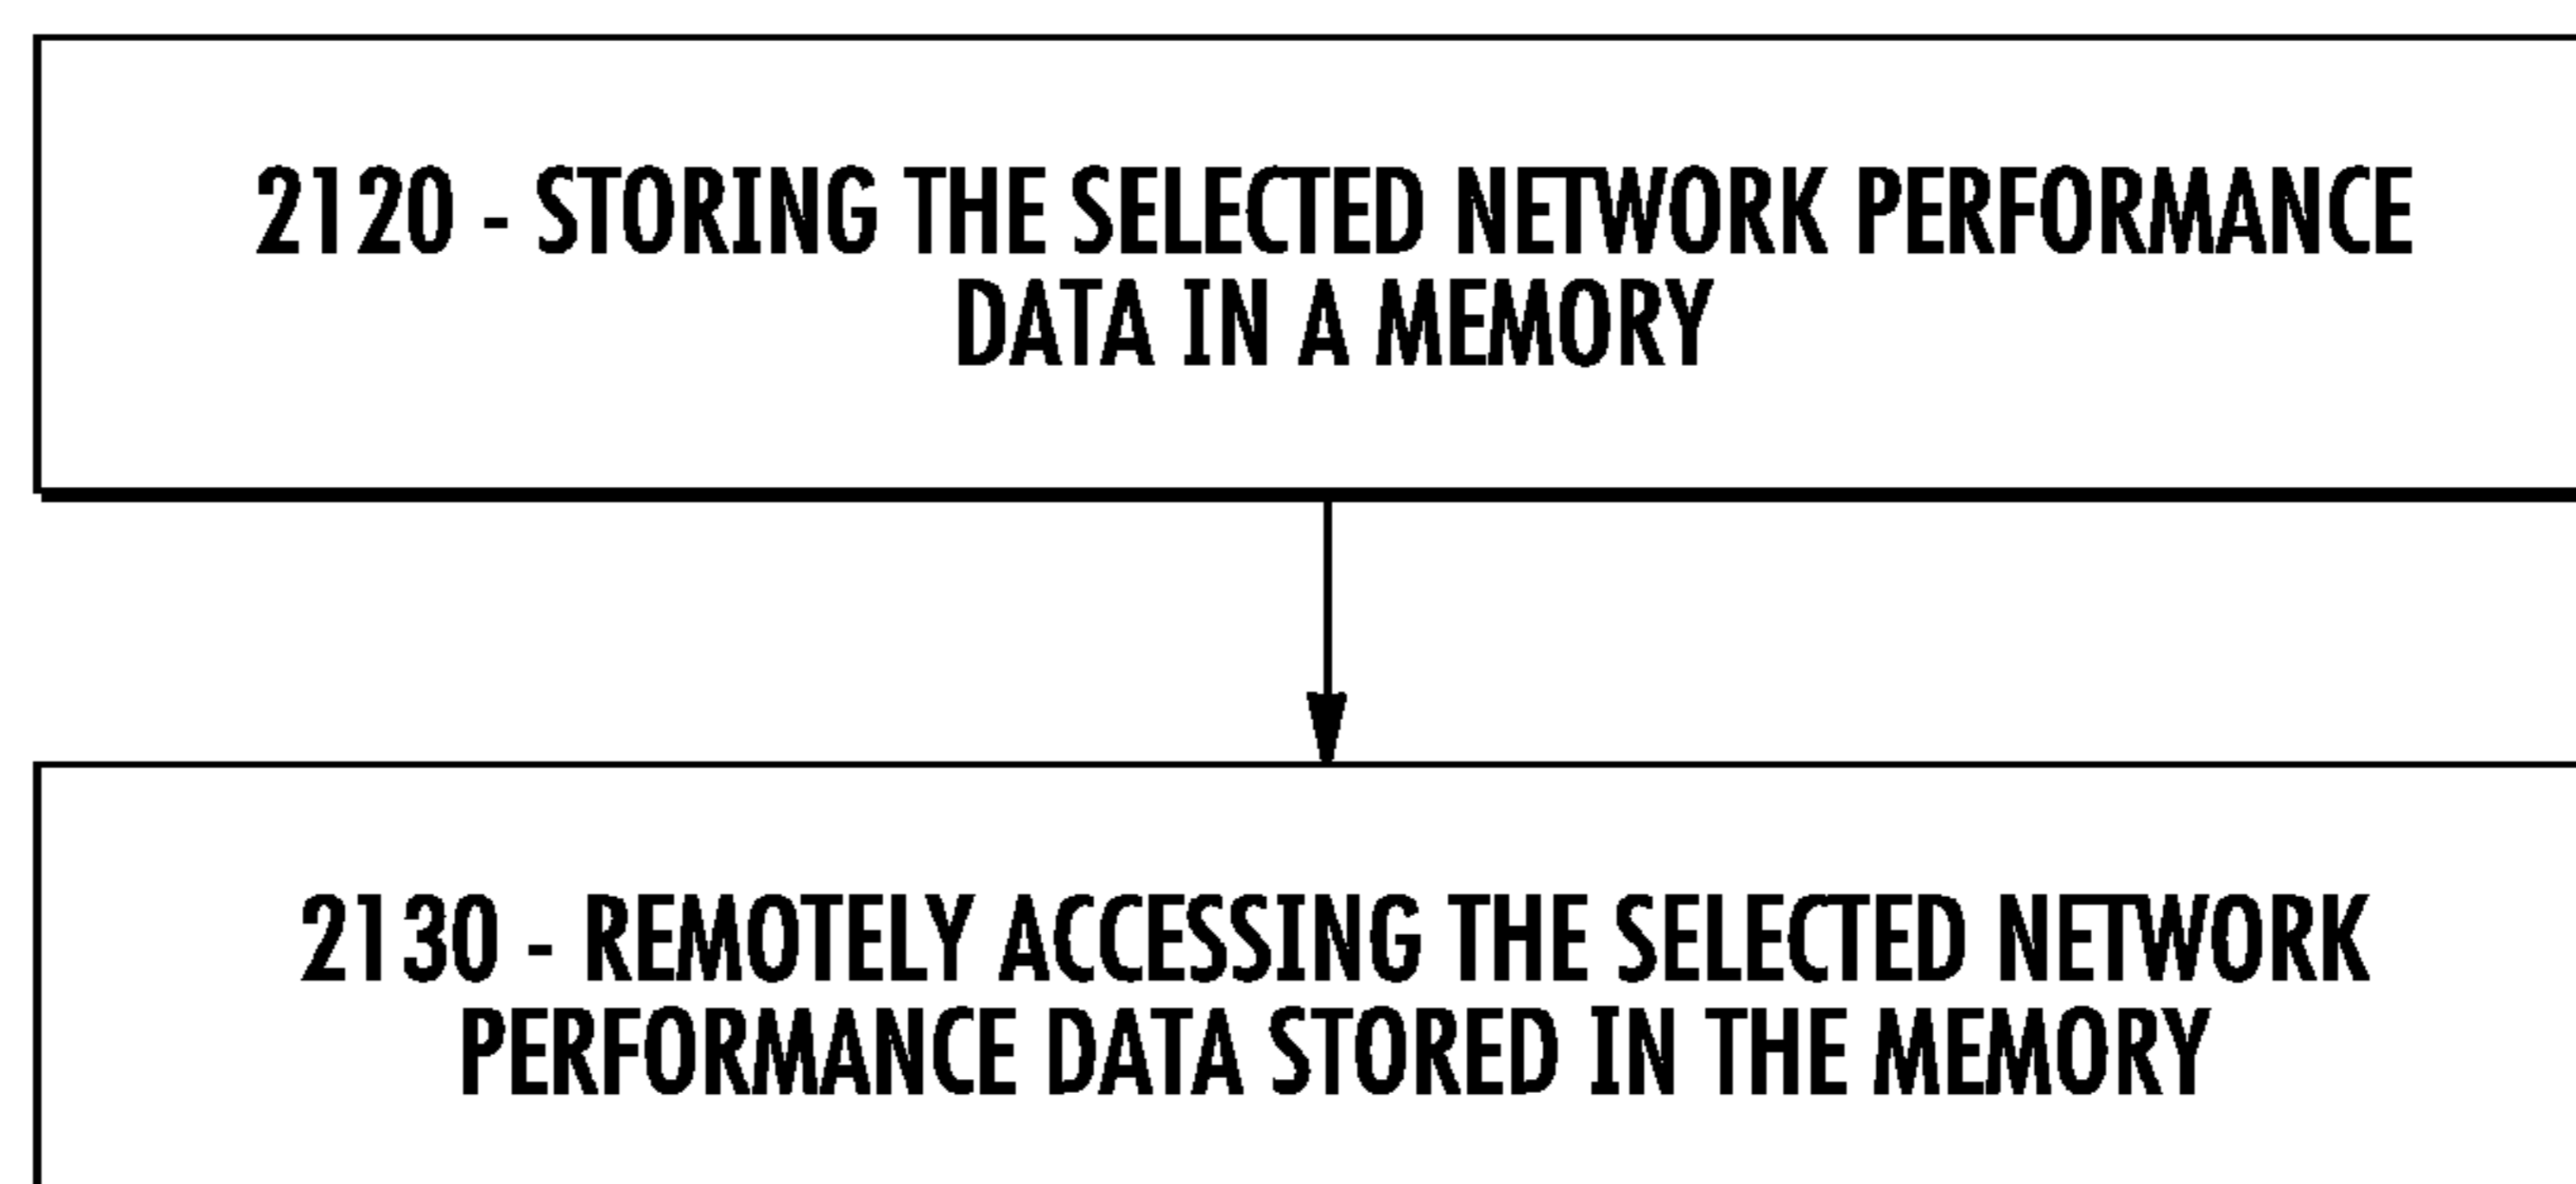 2120 - STORING THE SELECTED NETWORK PERFORMANCE
DATA IN A MEMORY
2130 - REMOTELY ACCESSING THE SELECTED NETWORK
PERFORMANCE DATA STORED IN THE MEMORY